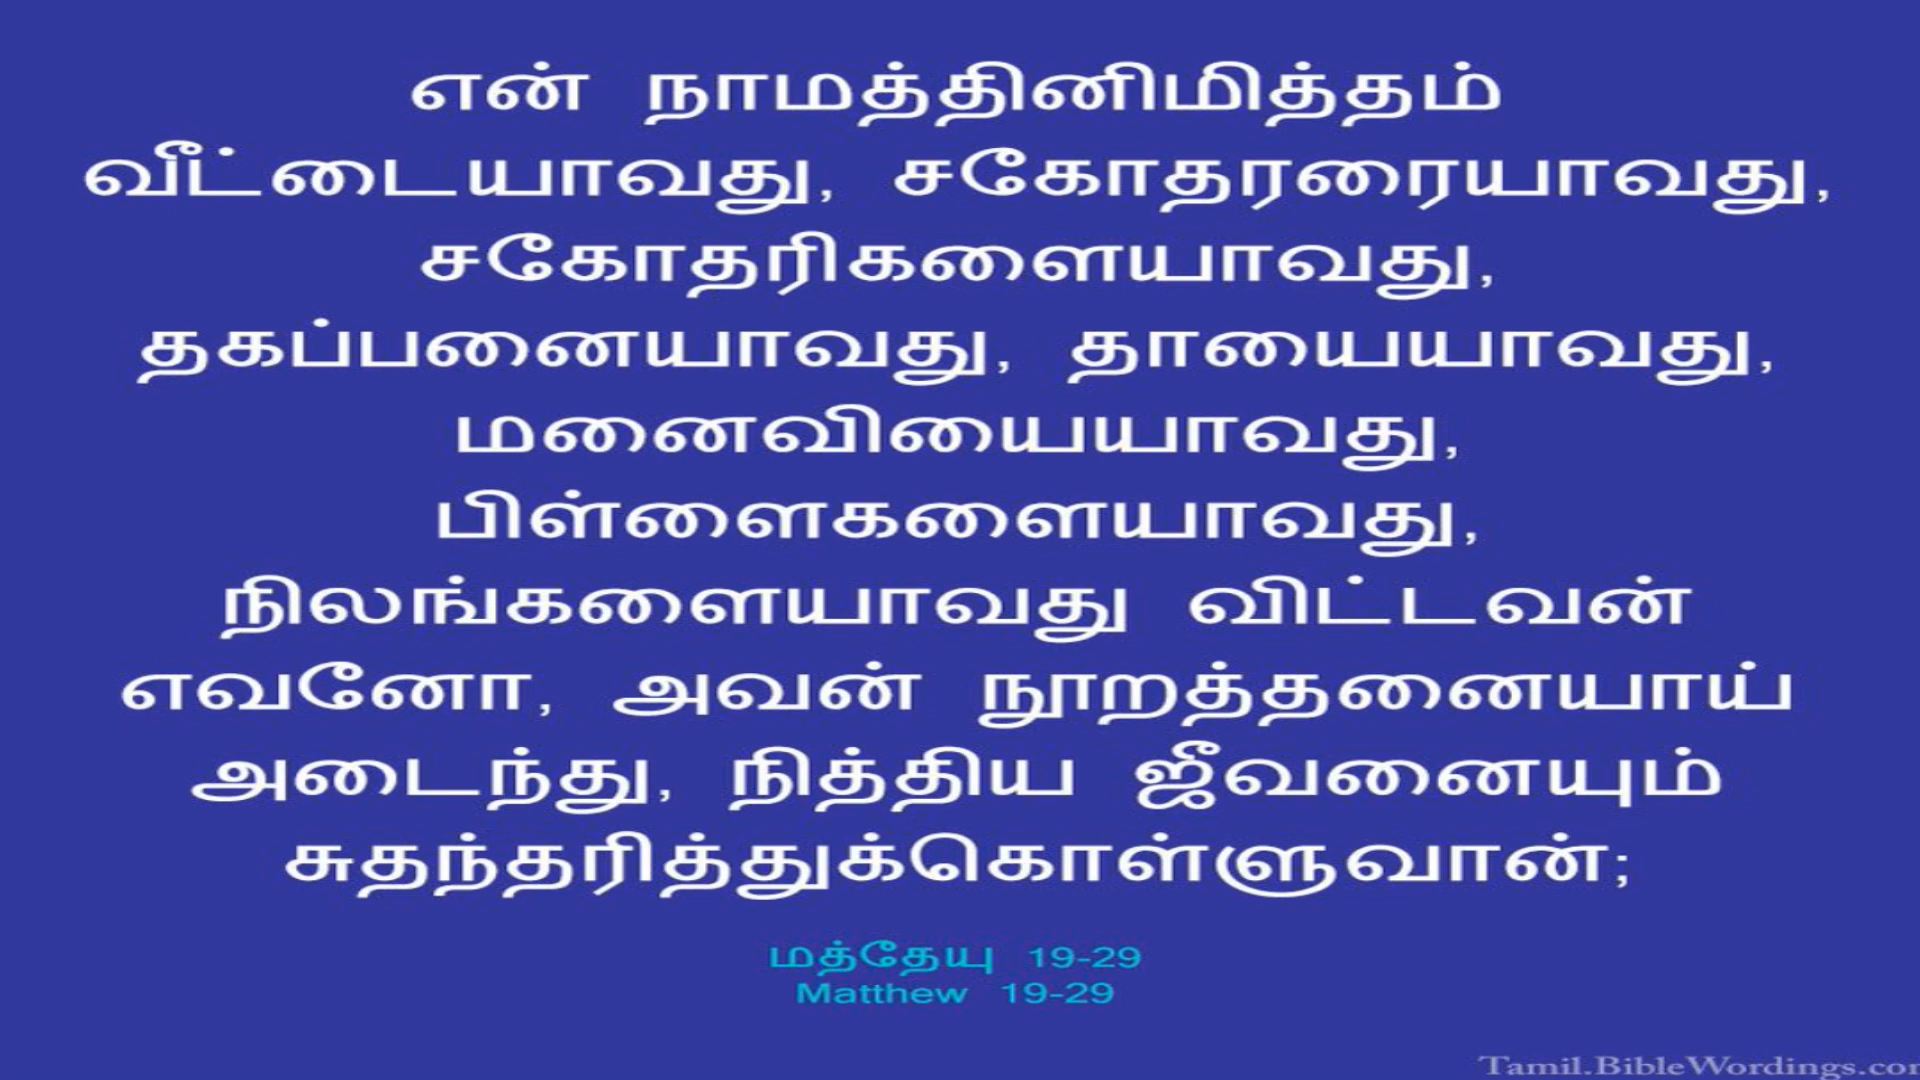 என் நாமத்தினிமித்தம்
வீட்டையாவது, சகோதரரையாவது,
சகோதரிகளையாவது,
தகப்பனையாவது, தாயையாவது,
மனைவியையாவது,
பிள்ளைகளையாவது,
நிலங்களையாவது விட்டவன்
எவனோ, அவன் நூறத்தனையாய்
அடைந்து, நித்திய ஜீவனையும்
சுதந்தரித்துக்கொள்ளுவான்;
மத்தேயு 19-29
Matthew 19-29
Tamil.BibleWordings.com